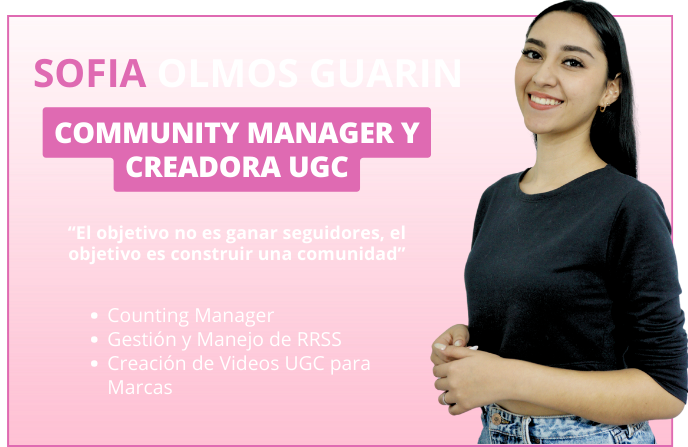 SOFIA OLMOS GUARIN
COMMUNITY MANAGER Y
CREADORA UGC
“El objetivo no es ganar seguidores, el
objetivo es construir una comunidad”
• Counting Manager
• Gestión y Manejo de RRSS
• Creación de Videos UGC para
Marcas